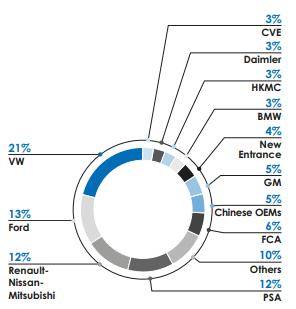 3%
CVE
3%
Daimler
3%
HKMC
3%
BMW
4%
New
Entrance
5%
GM
5%
Chinese OEMs
6%
FCA
10%
Others
12%
PSA
21%
VW
13%
Ford
12%
Renault-
Nissan-
Mitsubishi